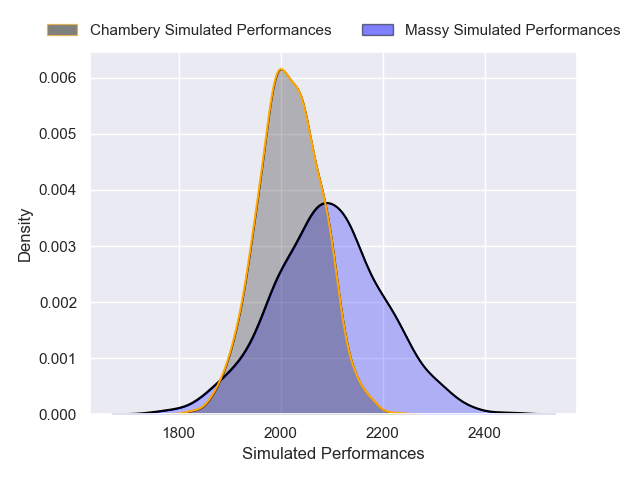 Chambery Simulated Performances
Massy Simulated Performances
0.006
0.005
0.004
0.003
0.002
0.001
0.000
Density
1800
2000
2200
2400
Simulated Performances